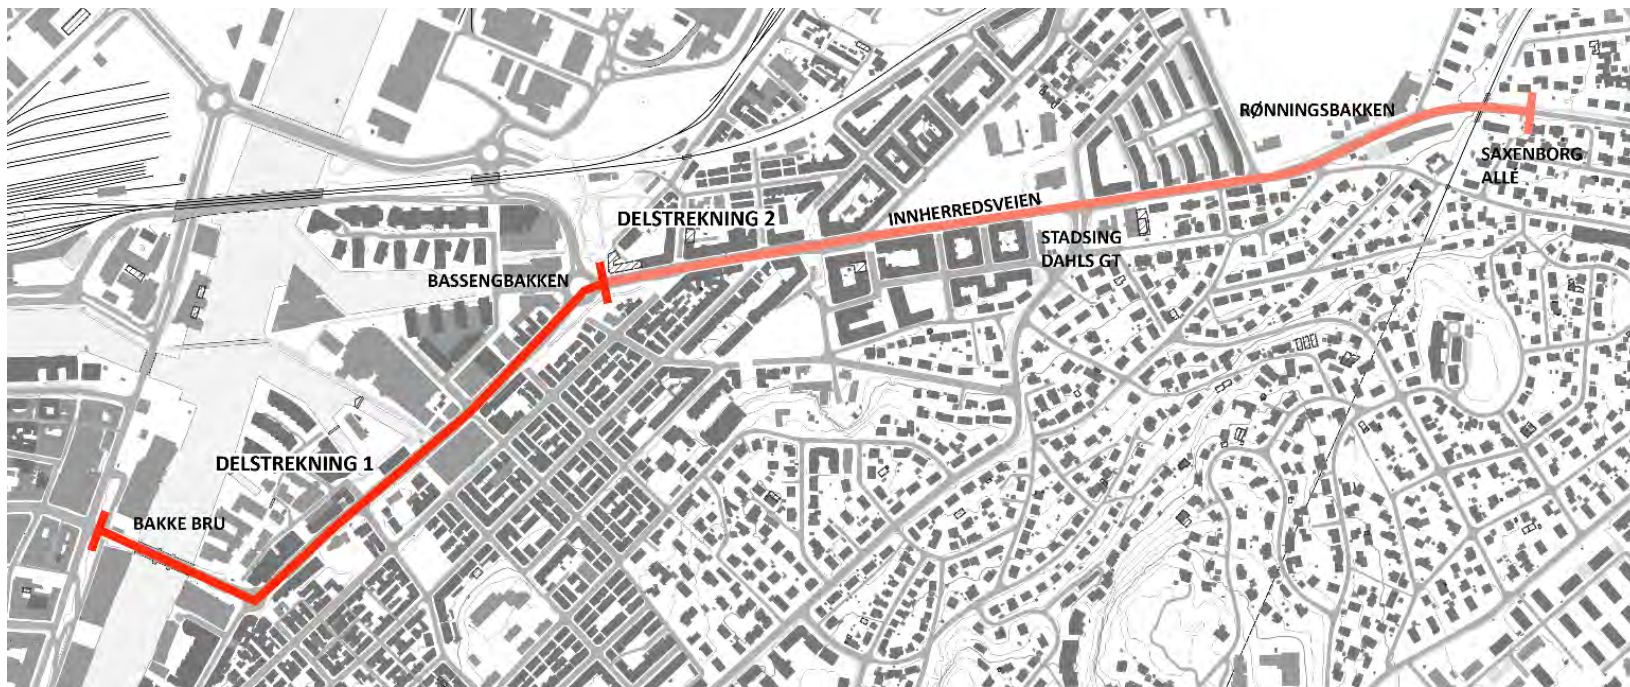 RØNNINGSBAKKEN
SAXENBORG
ALLÈ
INNHERREDSVEIEN
DELSTREKNING 2
STADSING
DAHLS GT
BASSENGBAKKEN
DELSTREKNING 1
BAKKE BRU